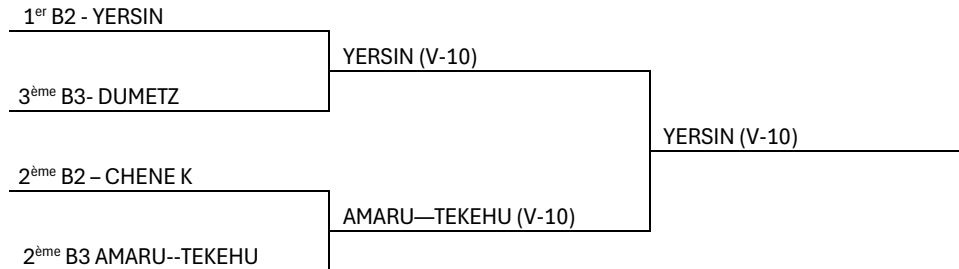 1er B2 - YERSIN
YERSIN (V-10)
3ème B3- DUMETZ
YERSIN (V-10)
2ème B2 – CHENE K
AMARU—TEKEHU (V-10)
2ème B3 AMARU--TEKEHU